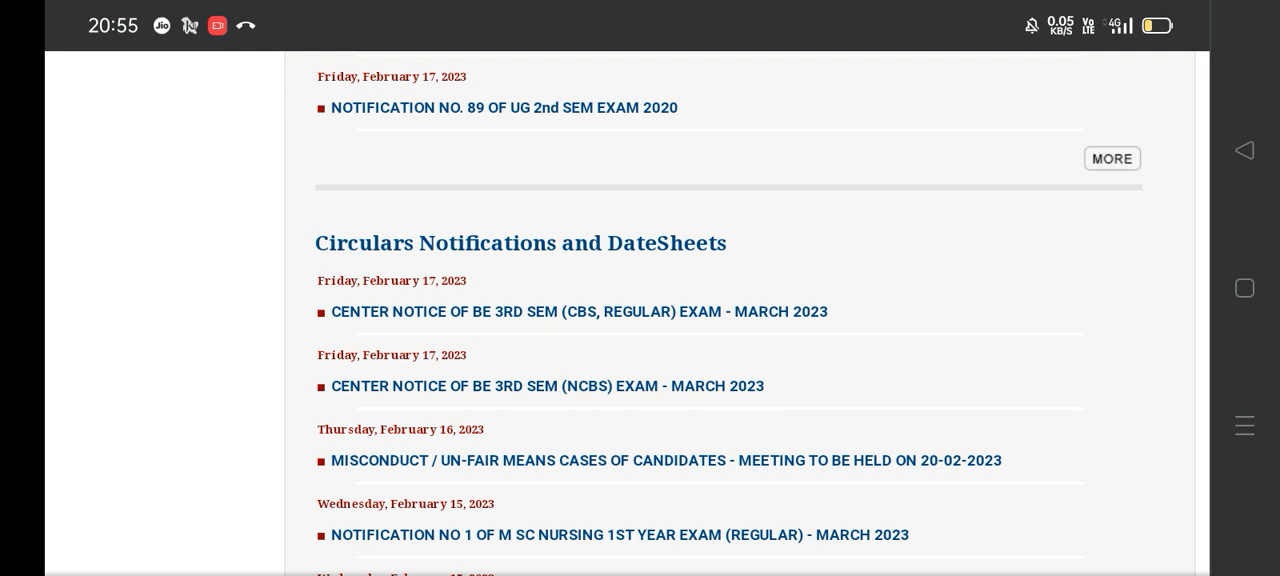 20:55 Jio 0.05 KB/S Vo LTE 4G
Friday, February 17, 2023
NOTIFICATION NO. 89 OF UG 2nd SEM EXAM 2020
MORE
Circulars Notifications and DateSheets
Friday, February 17, 2023
CENTER NOTICE OF BE 3RD SEM (CBS, REGULAR) EXAM - MARCH 2023
Friday, February 17, 2023
CENTER NOTICE OF BE 3RD SEM (NCBS) EXAM - MARCH 2023
Thursday, February 16, 2023
MISCONDUCT / UN-FAIR MEANS CASES OF CANDIDATES - MEETING TO BE HELD ON 20-02-2023
Wednesday, February 15, 2023
NOTIFICATION NO 1 OF M SC NURSING 1ST YEAR EXAM (REGULAR) - MARCH 2023